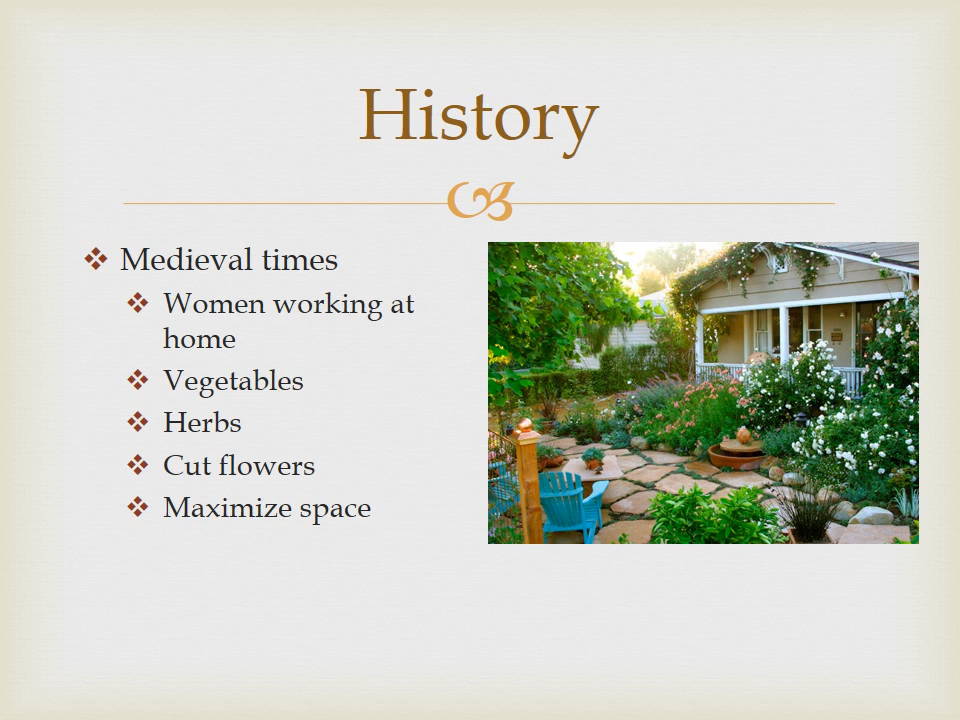 History
Medieval times
Women working at
home
Vegetables
Herbs
Cut flowers
Maximize space